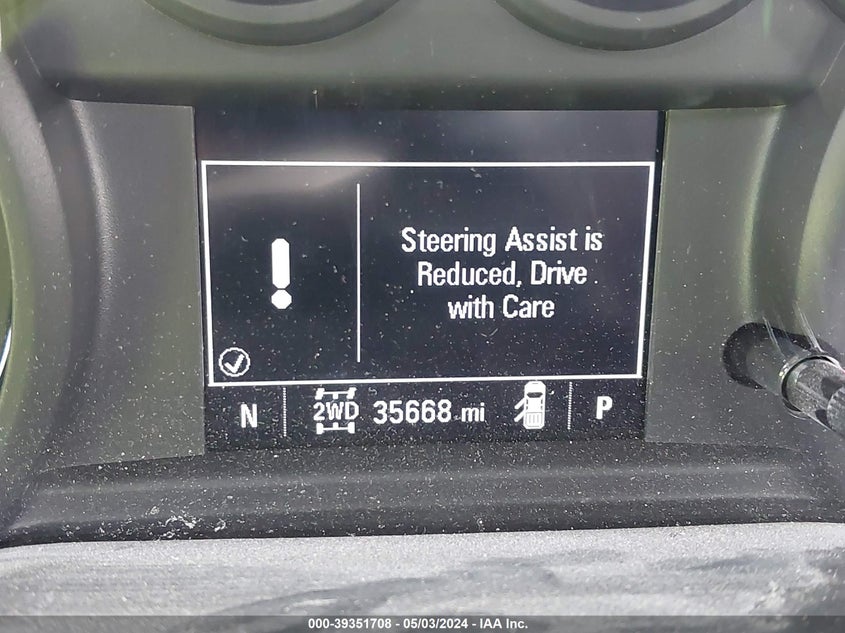 Steering Assist is
Reduced, Drive
with Care
N 2WD 35668 mi P
000-39351708 - 05/03/2024 - IAA Inc.